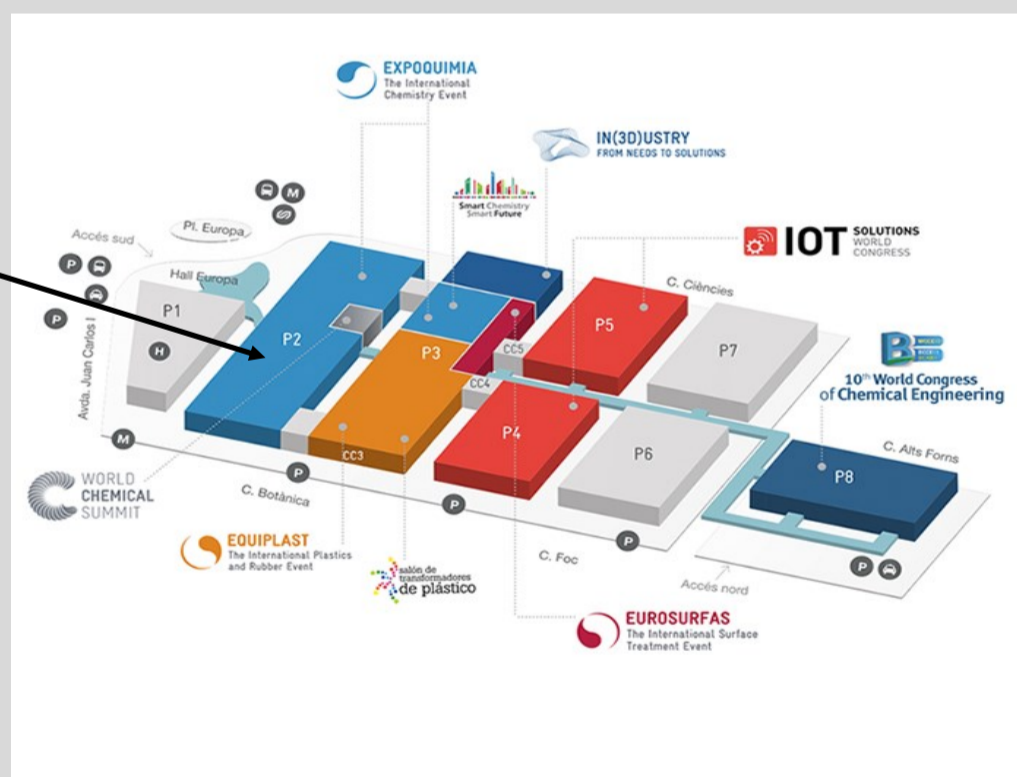 EXPOQUIMIA
The International
Chemistry Event
IN(3)DUSTRY
FROM NEEDS TO SOLUTIONS
Smart Chemistry
Smart Future
M
Pl. Europa
Accés sud
IOT SOLUTIONS
WORLD
CONGRESS
P
Hall Europa
C. Ciències
P
P1
H
P2
P3
P5
P7
CC5
CC4
Avda. Juan Carlos I
10th World Congress
of Chemical Engineering
P4
P6
C. Alts Forns
P8
M
CC3
P
C. Botànica
P
WORLD
CHEMICAL
SUMMIT
EQUIPLAST
The International Plastics
and Rubber Event
salón de
transformadores
de plástico
C. Foc
P
P
Accés nord
EUROSURFAS
The International Surface
Treatment Event